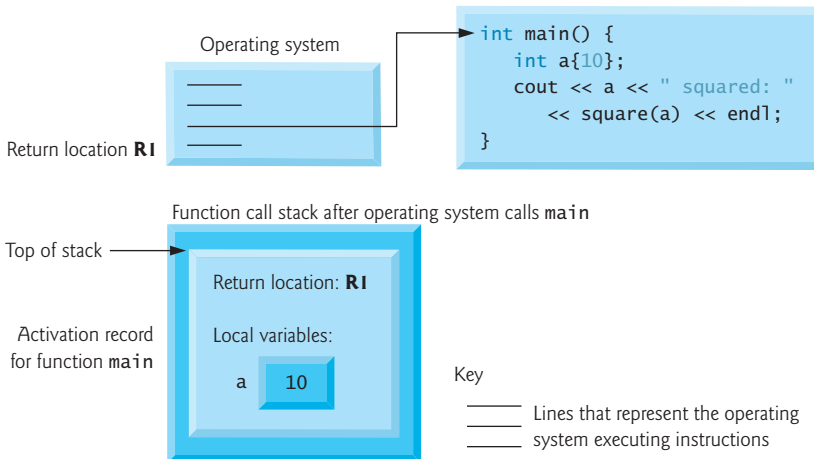 Operating system
int main() {
int a{10};
cout << a << " squared: "
<< square(a) << endl;
}
Return location R1
Function call stack after operating system calls main
Top of stack
Return location: R1
Activation record
for function main
Local variables:
a 10
Key
Lines that represent the operating
system executing instructions